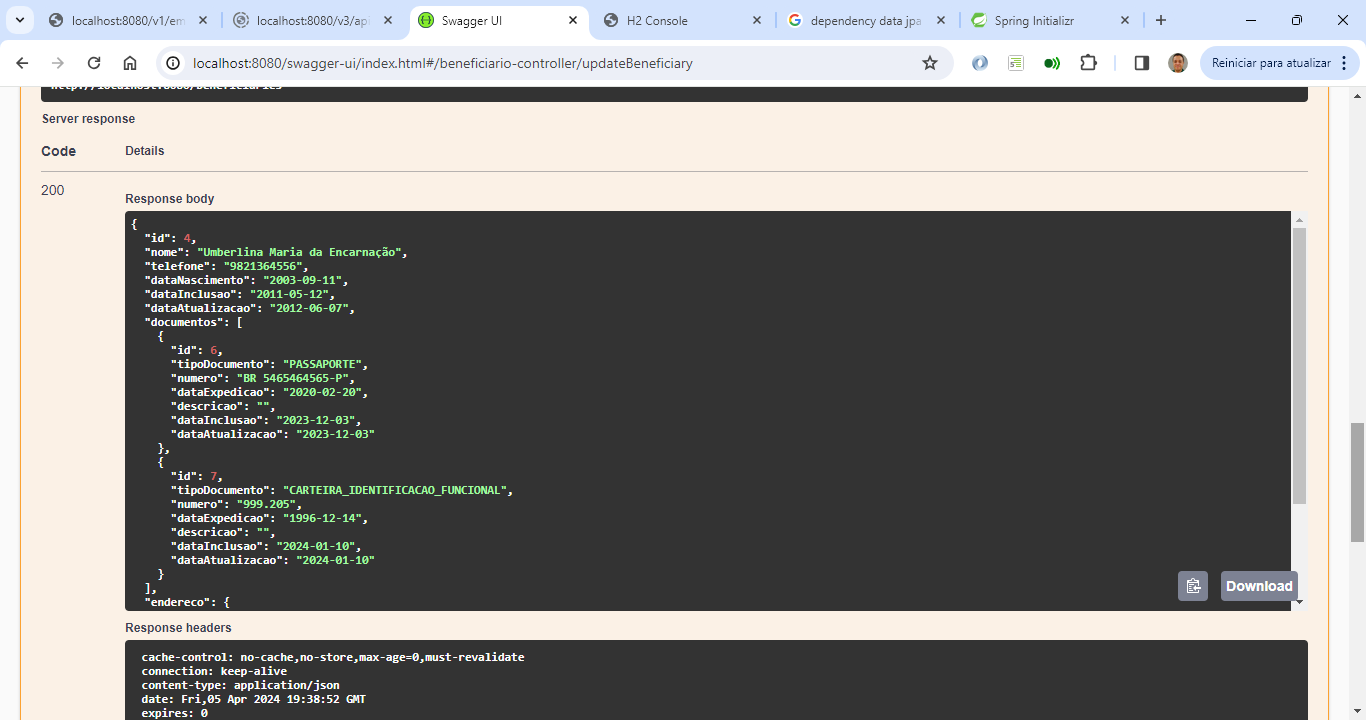 localhost:8080/v1/em
localhost:8080/v3/api
Swagger UI
H2 Console
dependency data jpa
Spring Initializr
localhost:8080/swagger-ui/index.html#/beneficiario-controller/updateBeneficiary
Reiniciar para atualizar
Server response
Code
Details
200
Response body
{
"id": 4,
"nome": "Umberlina Maria da Encarnação",
"telefone": "9821364556",
"dataNascimento": "2003-09-11",
"dataInclusao": "2011-05-12",
"dataAtualizacao": "2012-06-07",
"documentos": [
{
"id": 6,
"tipoDocumento": "PASSAPORTE",
"numero": "BR 5465464565-P",
"dataExpedicao": "2020-02-20",
"descricao": "",
"dataInclusao": "2023-12-03",
"dataAtualizacao": "2023-12-03"
},
{
"id": 7,
"tipoDocumento": "CARTEIRA_IDENTIFICACAO_FUNCIONAL",
"numero": "999.205",
"dataExpedicao": "1996-12-14",
"descricao": "",
"dataInclusao": "2024-01-10",
"dataAtualizacao": "2024-01-10"
}
],
"endereco": {
Download
Response headers
cache-control: no-cache,no-store,max-age=0,must-revalidate
connection: keep-alive
content-type: application/json
date: Fri,05 Apr 2024 19:38:52 GMT
expires: 0